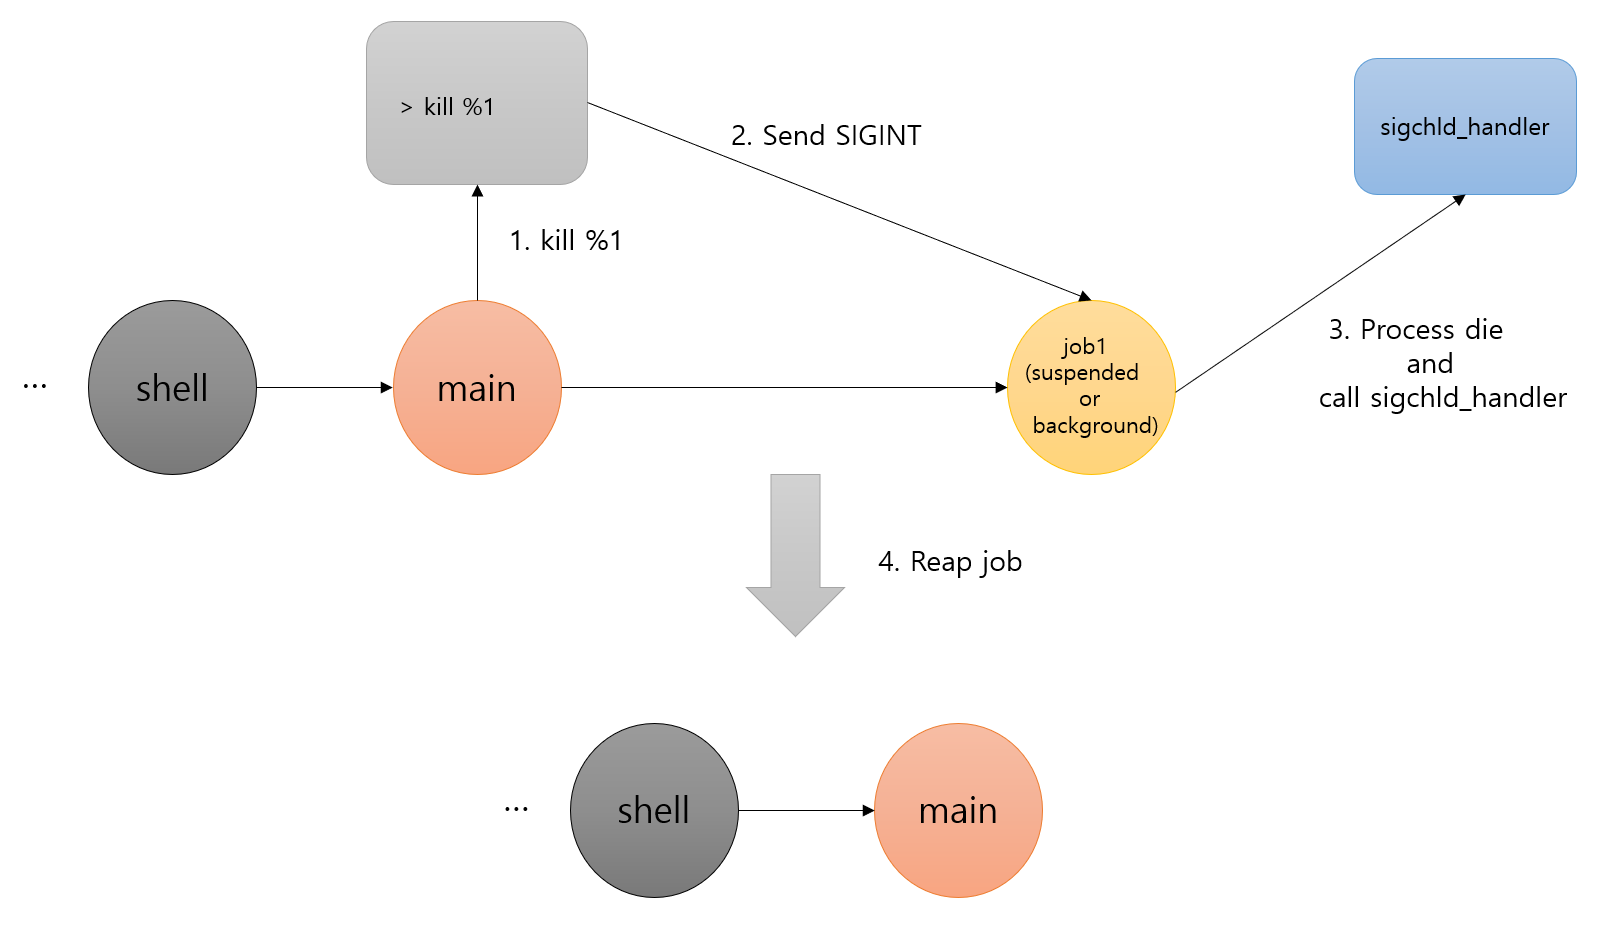 > kill %1
2. Send SIGINT
sigchld_handler
1. kill %1
...
shell
main
job1
(suspended
or
background)
3. Process die
and
call sigchld_handler
4. Reap job
...
shell
main